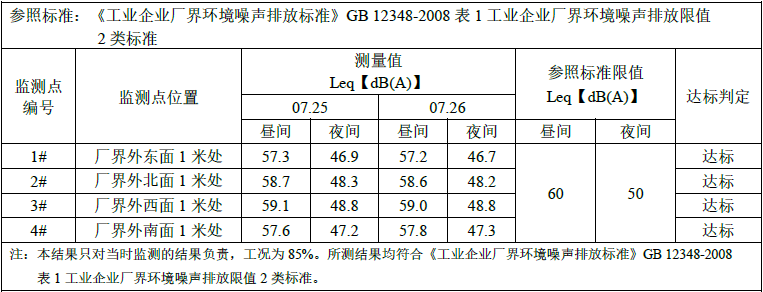 参照标准：《工业企业厂界环境噪声排放标准》GB 12348-2008 表 1 工业企业厂界环境噪声排放限值
2 类标准
监测点编号 监测点位置 测量值 Leq【dB(A)】 参照标准限值 Leq【dB(A)】 达标判定
07.25 07.26
昼间 夜间 昼间 夜间 昼间 夜间
1# 厂界外东面 1 米处 57.3 46.9 57.2 46.7 60 50 达标
2# 厂界外北面 1 米处 58.7 48.3 58.6 48.2 达标
3# 厂界外西面 1 米处 59.1 48.8 59.0 48.8 达标
4# 厂界外南面 1 米处 57.6 47.2 57.8 47.3 达标
注：本结果只对当时监测的结果负责，工况为 85%。所测结果均符合《工业企业厂界环境噪声排放标准》GB 12348-2008
表 1 工业企业厂界环境噪声排放限值 2 类标准。